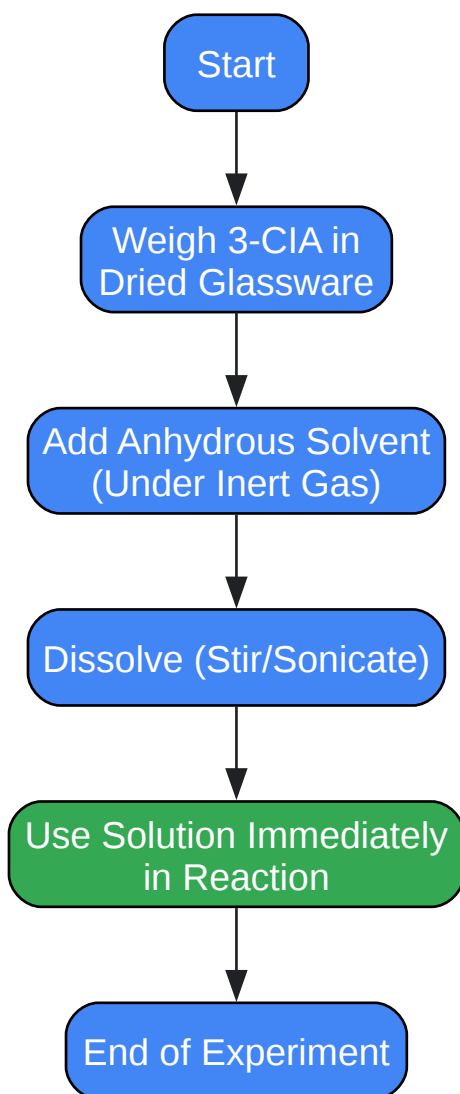 Start
Weigh 3-CIA in
Dried Glassware
Add Anhydrous Solvent
(Under Inert Gas)
Dissolve (Stir/Sonicate)
Use Solution Immediately
in Reaction
End of Experiment